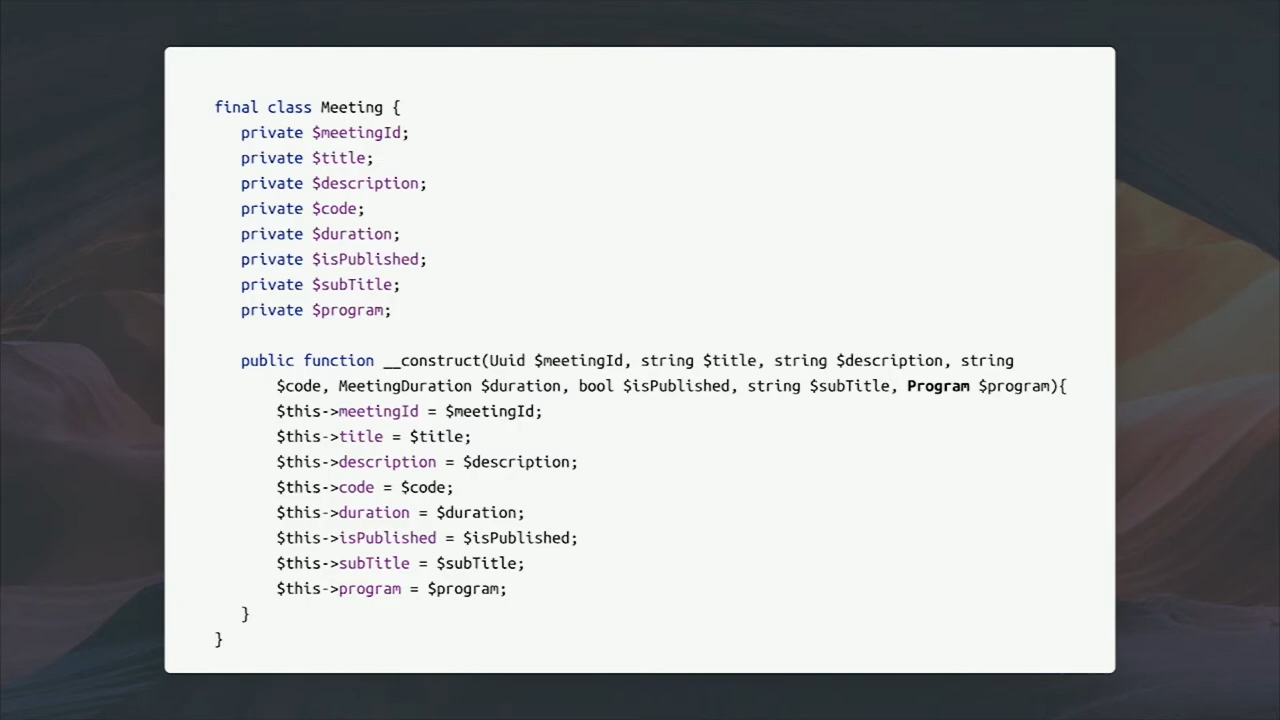 final class Meeting {
private $meetingId;
private $title;
private $description;
private $code;
private $duration;
private $isPublished;
private $subTitle;
private $program;
public function __construct(Uuid $meetingId, string $title, string $description, string
$code, MeetingDuration $duration, bool $isPublished, string $subTitle, Program $program){
$this->meetingId = $meetingId;
$this->title = $title;
$this->description = $description;
$this->code = $code;
$this->duration = $duration;
$this->isPublished = $isPublished;
$this->subTitle = $subTitle;
$this->program = $program;
}
}